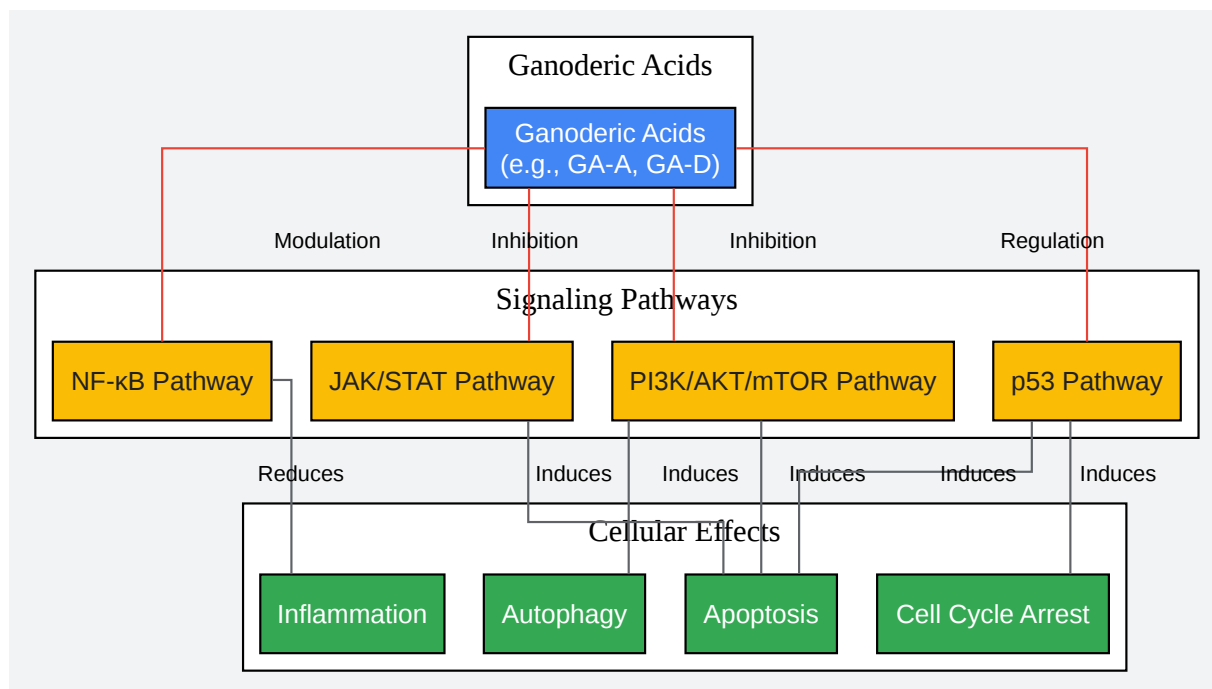 Ganoderic Acids
Ganoderic Acids
(e.g., GA-A, GA-D)
Modulation
Inhibition
Inhibition
Regulation
Signaling Pathways
NF-κB Pathway
JAK/STAT Pathway
PI3K/AKT/mTOR Pathway
p53 Pathway
Reduces
Induces
Induces
Induces
Induces
Induces
Cellular Effects
Inflammation
Autophagy
Apoptosis
Cell Cycle Arrest